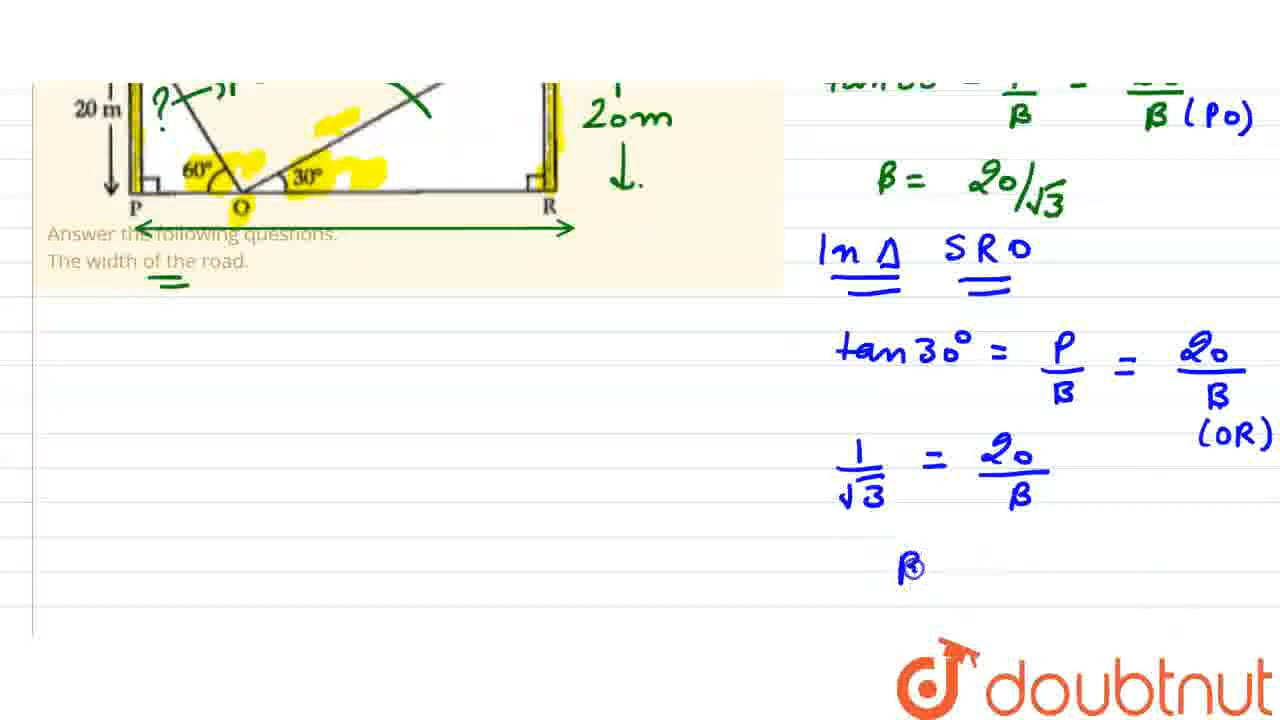 20 m
?
60°
30°
P
O
R
20m
Answer the following questions.
The width of the road.
B
B (PO)
B = 20/√3
In Δ SRO
tan30° = P/B = 20/B
(OR)
1/√3 = 20/B
B
doubtnut